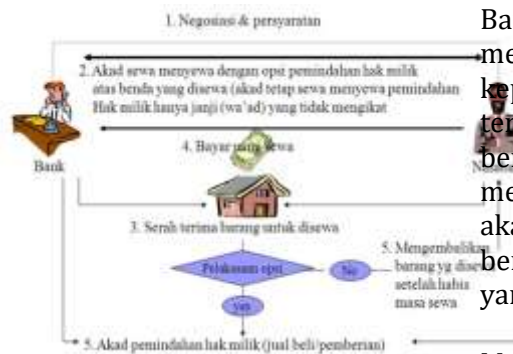 1. Negosiasi & persyaratan
2. Akad sewa menyewa dengan opsi pemindahan hak milik
atas benda yang disewa (akad tetap sewa menyewa pemindahan
Hak milik hanya janji (wa'ad) yang tidak mengikat
4. Bayar uang sewa
Bank
3. Serah terima barang untuk disewa
Pelaksanaan opsi
No
yes
5. Mengembalikan
barang yg disewa
setelah habis
masa sewa
5. Akad pemindahan hak milik (jual beli/pemberian)
Ba
me
kep
ber
me
aka
ber
yan